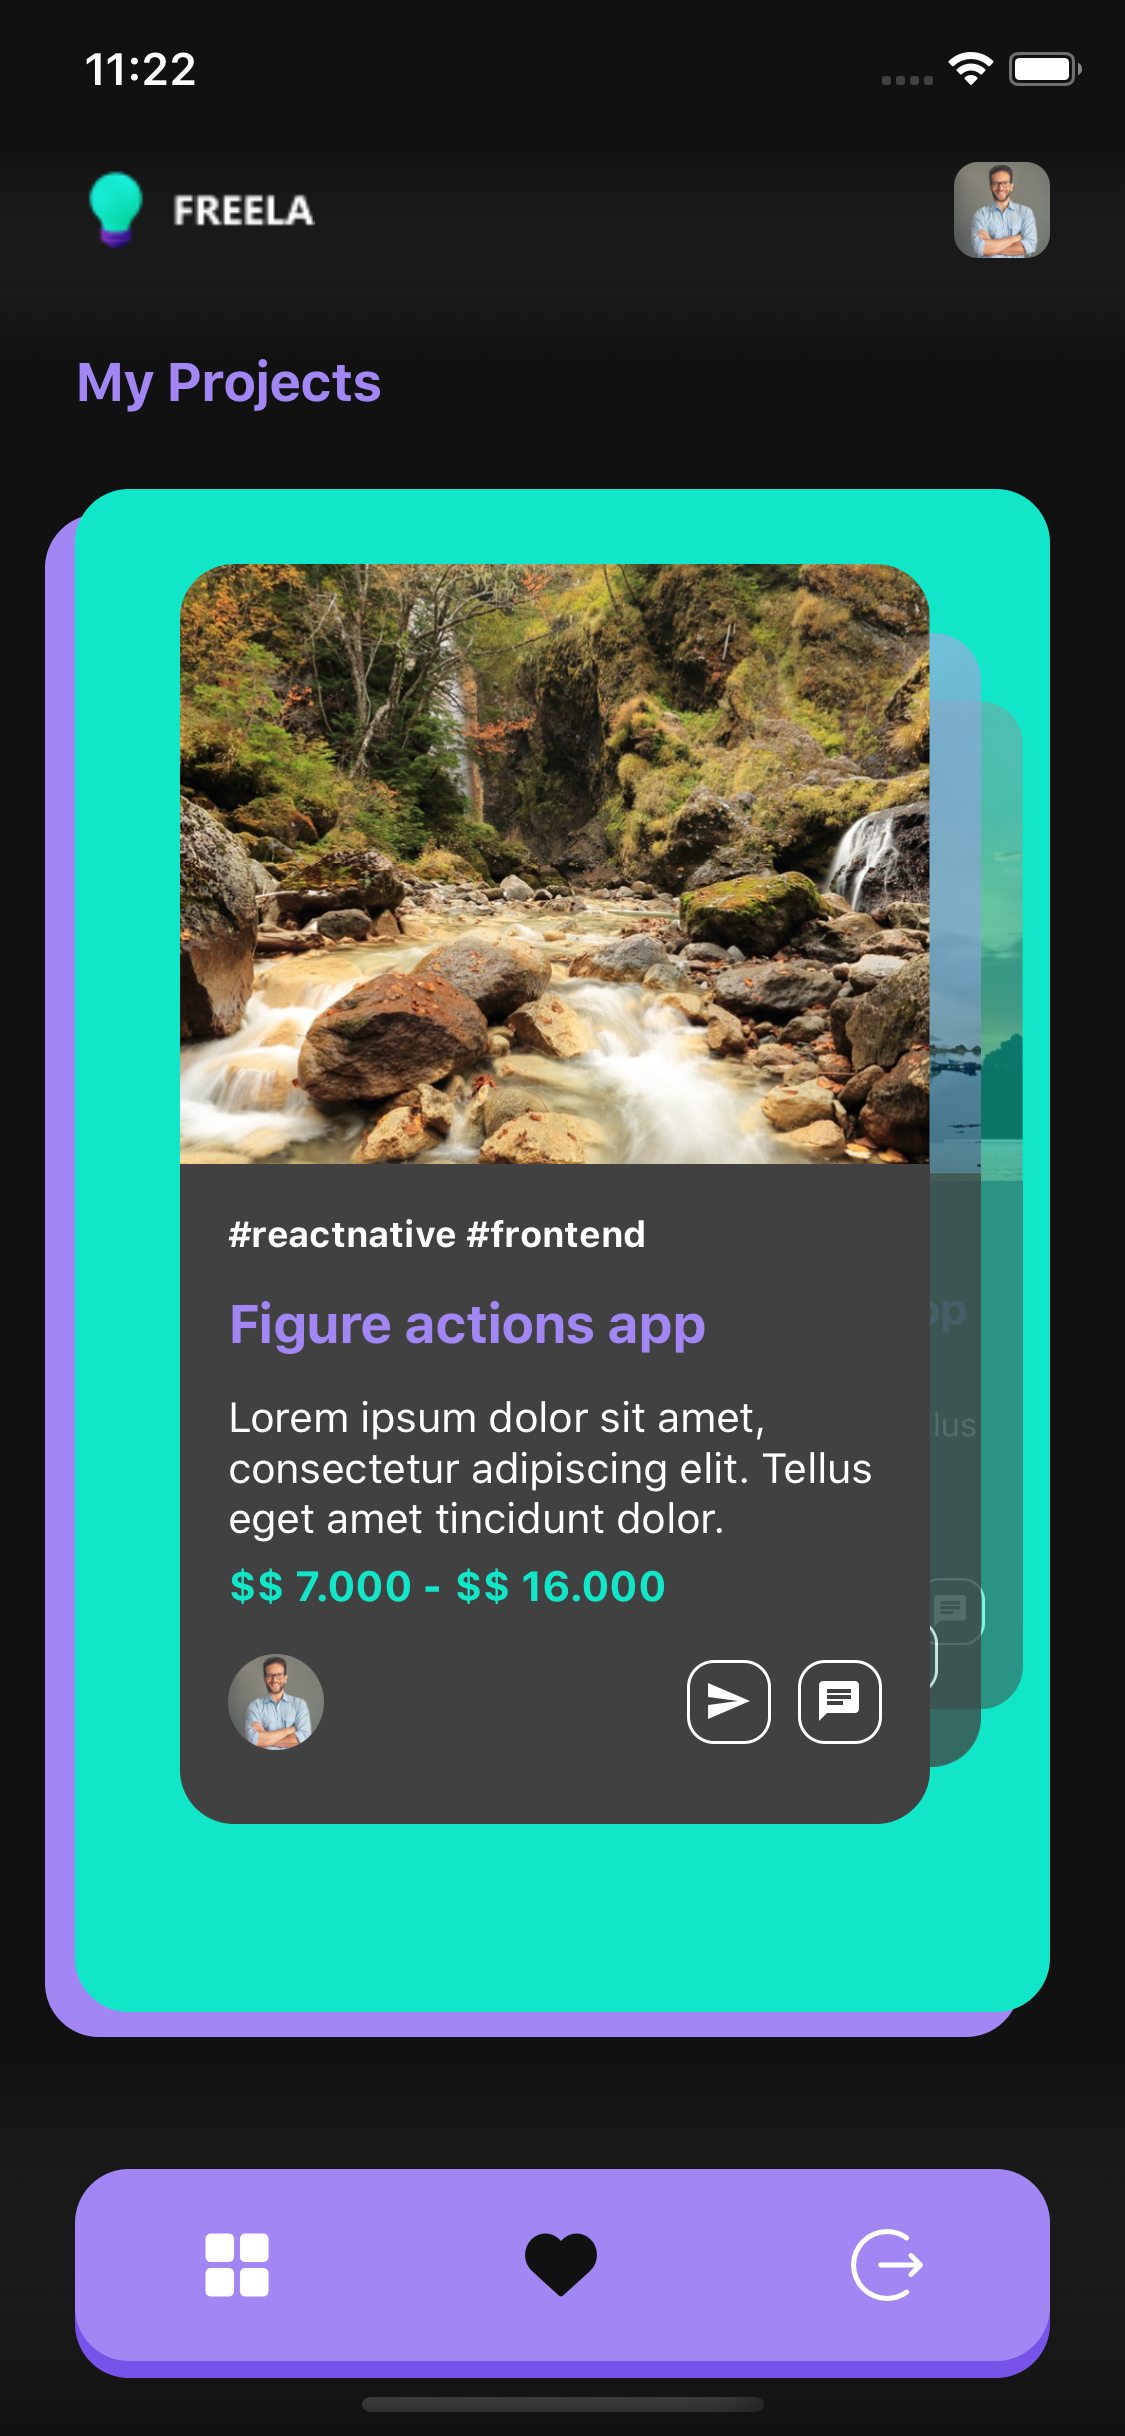 11:22
FREELA
My Projects
#reactnative #frontend
Figure actions app
pp
Lorem ipsum dolor sit amet,
consectetur adipiscing elit. Tellus
lus
eget amet tincidunt dolor.
$$ 7.000 - $$ 16.000